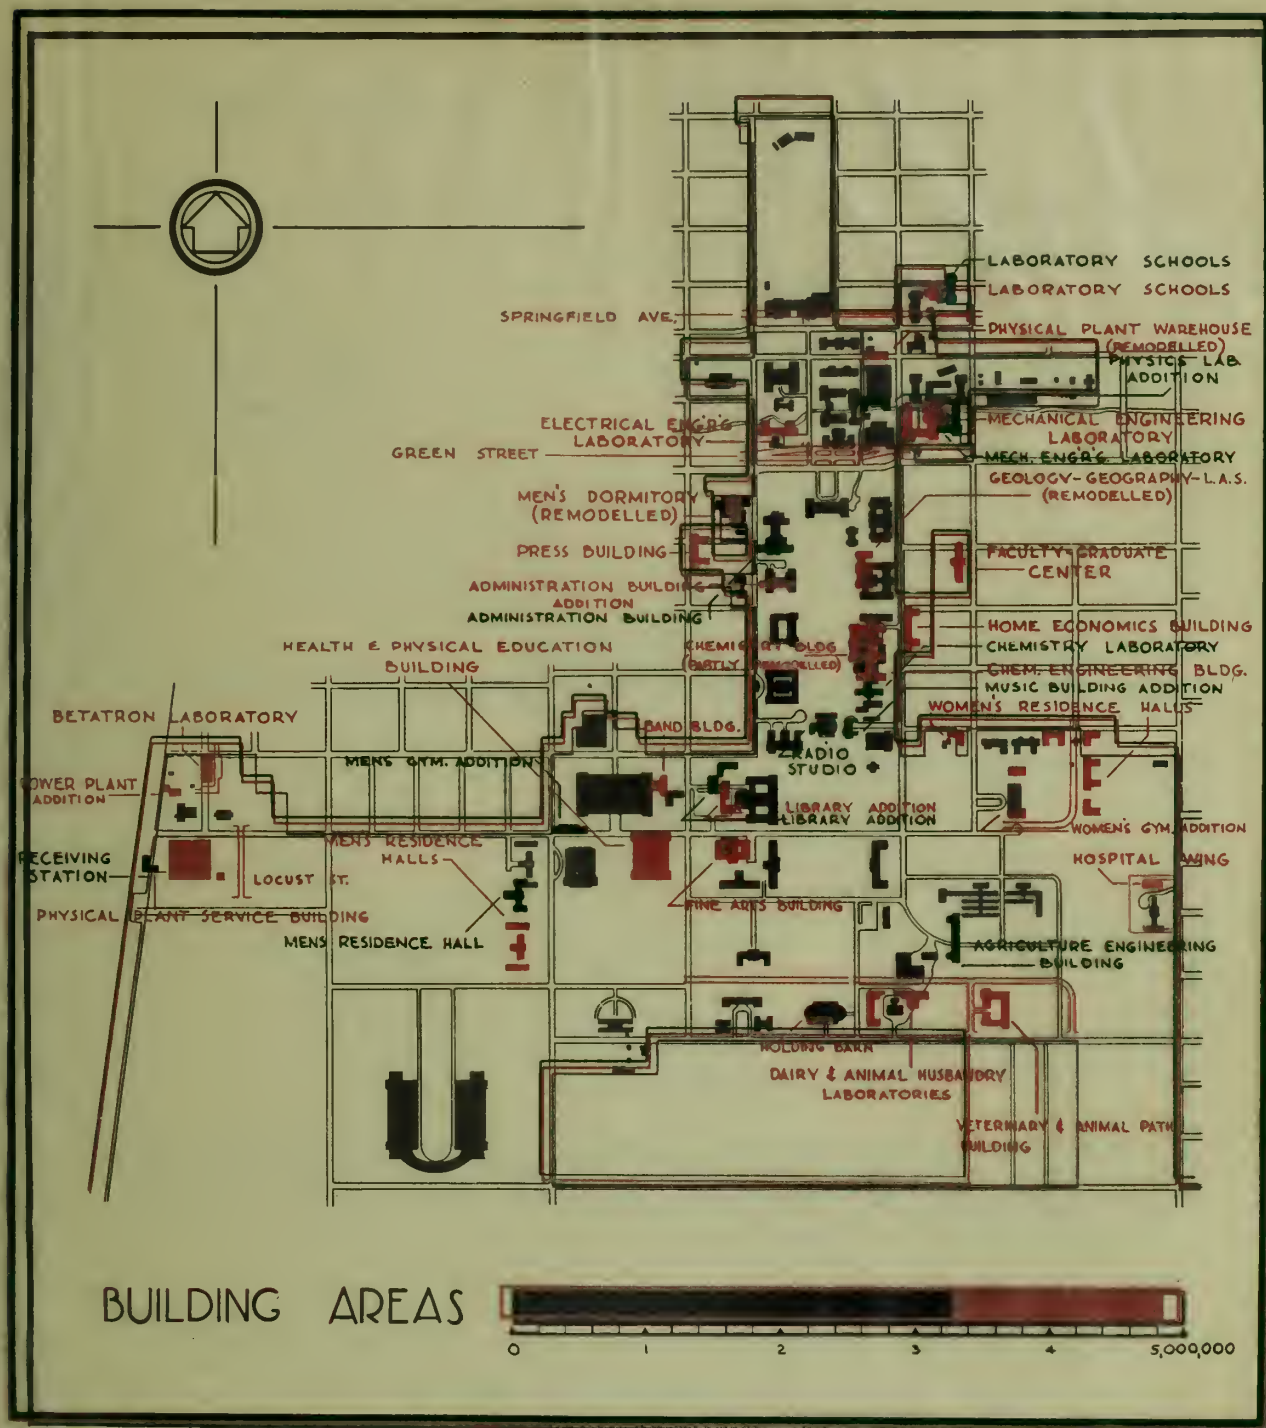 LABORATORY SCHOOLS
LABORATORY SCHOOLS
SPRINGFIELD AVE.
PHYSICAL PLANT WAREHOUSE
(REMODELLED)
PHYSICS LAB.
ADDITION
ELECTRICAL ENG'R'G
LABORATORY
MECHANICAL ENGINEERING
LABORATORY
GREEN STREET
MECH. ENGR'G. LABORATORY
GEOLOGY-GEOGRAPHY-L.A.S.
(REMODELLED)
MEN'S DORMITORY
(REMODELLED)
PRESS BUILDING
FACULTY-GRADUATE
CENTER
ADMINISTRATION BUILDING
ADDITION
ADMINISTRATION BUILDING
HOME ECONOMICS BUILDING
HEALTH & PHYSICAL EDUCATION
BUILDING
CHEMISTRY BLDG
(PARTLY REMODELLED)
CHEMISTRY LABORATORY
CHEM. ENGINEERING BLDG.
MUSIC BUILDING ADDITION
WOMEN'S RESIDENCE HALLS
BETATRON LABORATORY
BAND BLDG.
RADIO
STUDIO
MENS GYM. ADDITION
POWER PLANT
ADDITION
LIBRARY ADDITION
LIBRARY ADDITION
WOMEN'S GYM. ADDITION
MENS RESIDENCE
HALLS
RECEIVING
STATION
LOCUST ST.
HOSPITAL WING
PHYSICAL PLANT SERVICE BUILDING
FINE ARTS BUILDING
MENS RESIDENCE HALL
AGRICULTURE ENGINEERING
BUILDING
HOLDING BARN
DAIRY & ANIMAL HUSBANDRY
LABORATORIES
VETERINARY & ANIMAL PATH
BUILDING
BUILDING AREAS
0 1 2 3 4 5,000,000